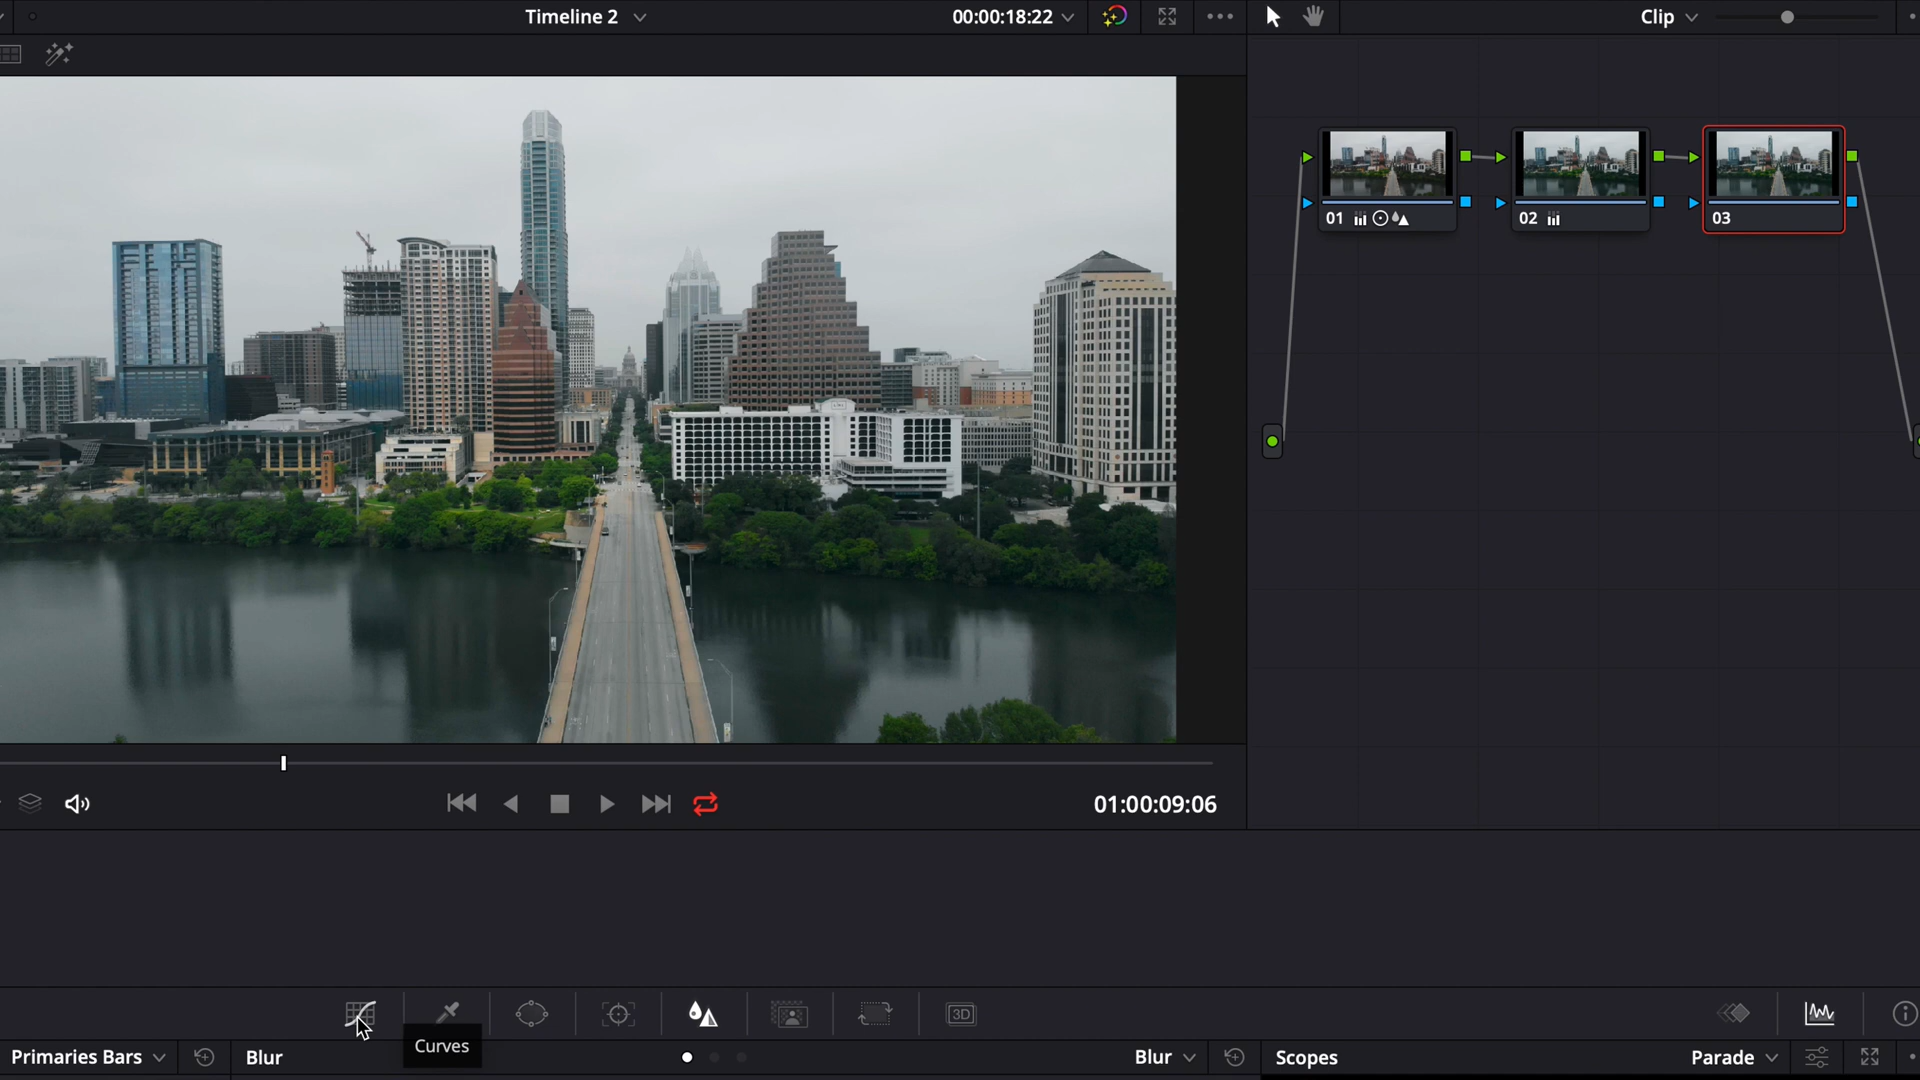 Timeline 2
00:00:18:22
Clip
01
02
03
01:00:09:06
3D
Curves
Primaries Bars
Blur
Blur
Scopes
Parade